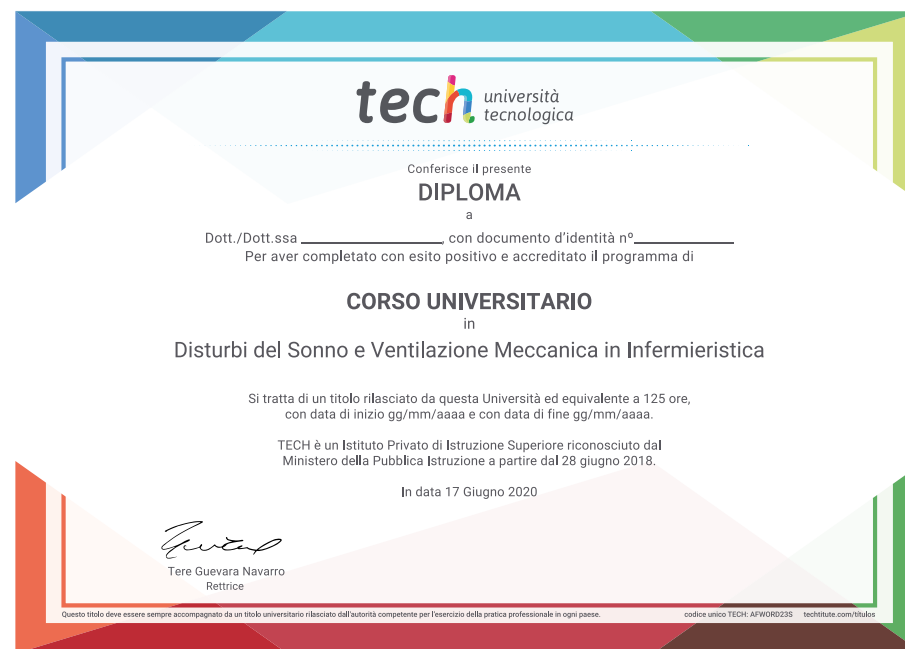 tech università
tecnologica
Conferisce il presente
DIPLOMA
a
Dott./Dott.ssa ____________________, con documento d'identità nº______________
Per aver completato con esito positivo e accreditato il programma di
CORSO UNIVERSITARIO
in
Disturbi del Sonno e Ventilazione Meccanica in Infermieristica
Si tratta di un titolo rilasciato da questa Università ed equivalente a 125 ore,
con data di inizio gg/mm/aaaa e con data di fine gg/mm/aaaa.
TECH è un Istituto Privato di Istruzione Superiore riconosciuto dal
Ministero della Pubblica Istruzione a partire dal 28 giugno 2018.
In data 17 Giugno 2020
Tere Guevara Navarro
Rettrice
Questo titolo deve essere sempre accompagnato da un titolo universitario rilasciato dall'autorità competente per l'esercizio della pratica professionale in ogni paese. codice unico TECH: AFWORD23S techtitute.com/títulos